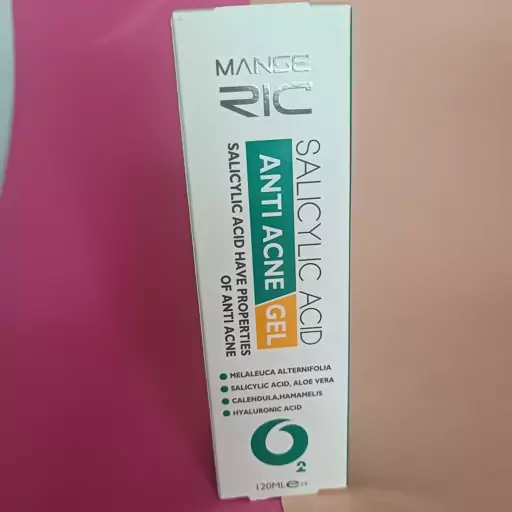 MANSE
RIC
SALICYLIC ACID
ANTI ACNE GEL
SALICYLIC ACID HAVE PROPERTIES
OF ANTI ACNE
MELALEUCA ALTERNIFOLIA
SALICYLIC ACID, ALOE VERA
CALENDULA,HAMAMELIS
HYALURONIC ACID
O2
120ML e